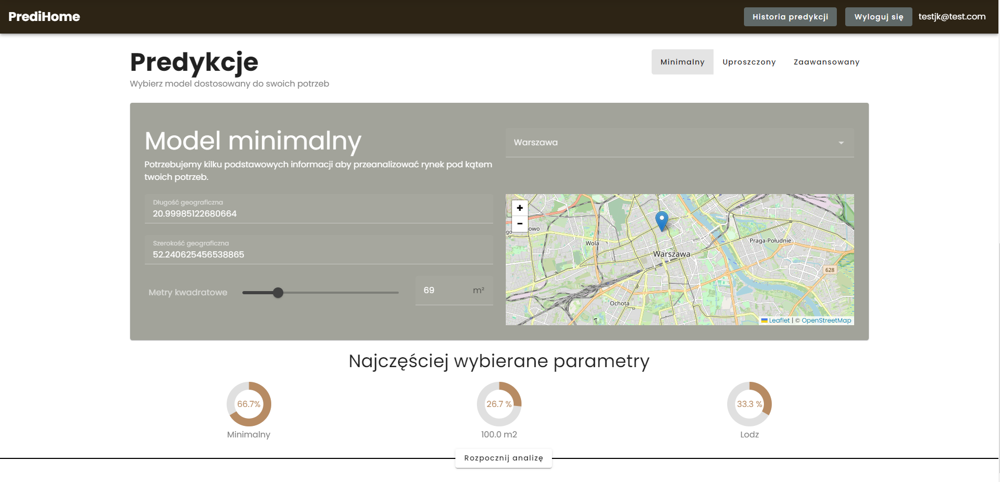 PrediHome
Historia predykcji
Wyloguj się
testjk@test.com
Predykcje
Wybierz model dostosowany do swoich potrzeb
Minimalny
Uproszczony
Zaawansowany
Model minimalny
Potrzebujemy kilku podstawowych informacji aby przeanalizować rynek pod kątem
twoich potrzeb.
Warszawa
Długość geograficzna
20.99985122680664
Szerokość geograficzna
52.240625456538865
Metry kwadratowe
69
m²
+
-
go
owo
Wola
Warszawa
Praga-Południe
628
Ochota
Leaflet | © OpenStreetMap
Najczęściej wybierane parametry
66.7%
26.7 %
33.3 %
Minimalny
100.0 m2
Lodz
Rozpocznij analizę